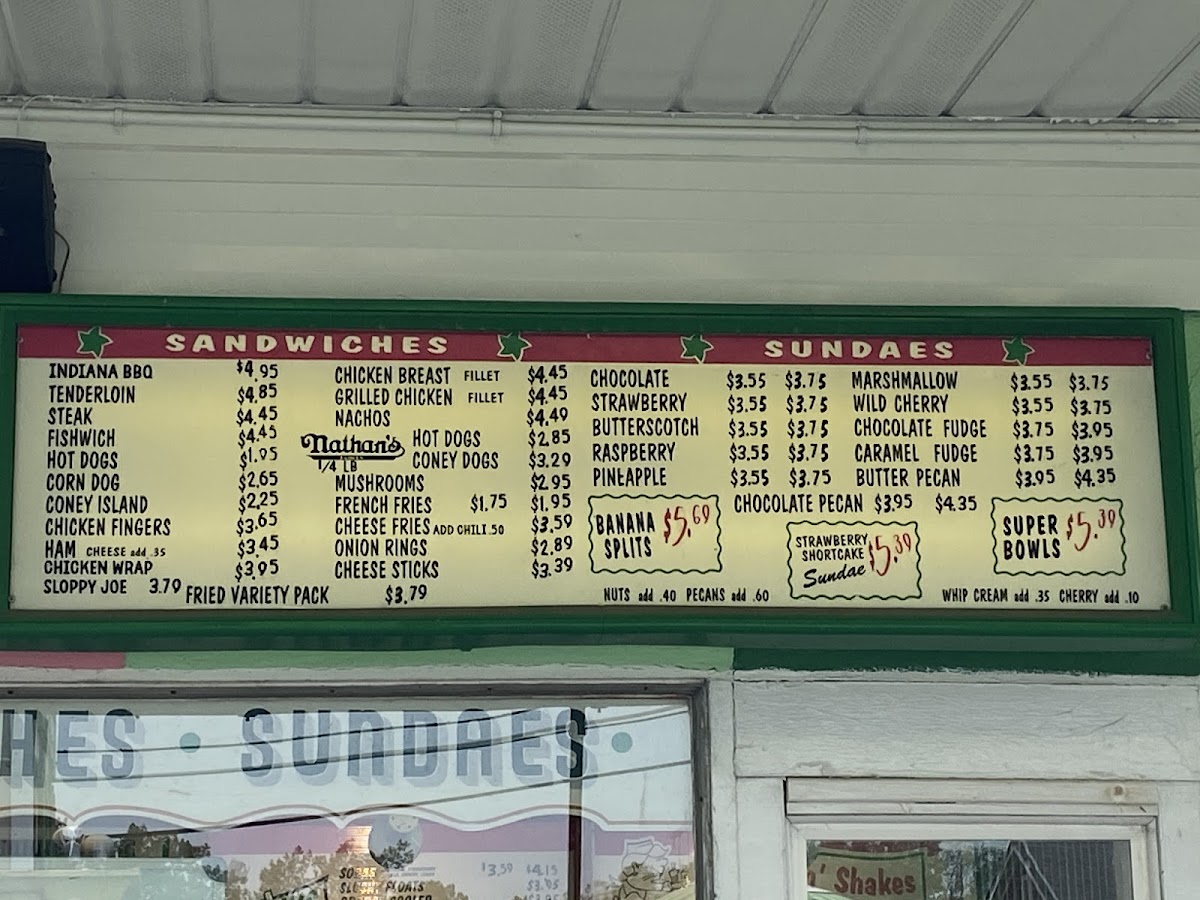 SANDWICHES
INDIANA BBQ $4.95
TENDERLOIN $4.85
STEAK $4.45
FISHWICH $4.45
HOT DOGS $1.95
CORN DOG $2.65
CONEY ISLAND $2.25
CHICKEN FINGERS $3.65
HAM CHEESE add .35 $3.45
CHICKEN WRAP $3.95
SLOPPY JOE 3.79
CHICKEN BREAST FILLET $4.45
GRILLED CHICKEN FILLET $4.45
NACHOS $4.49
Nathan's HOT DOGS $2.85
1/4 LB CONEY DOGS $3.29
MUSHROOMS $2.95
FRENCH FRIES $1.75 $1.95
CHEESE FRIES ADD CHILI .50 $3.59
ONION RINGS $2.89
CHEESE STICKS $3.39
FRIED VARIETY PACK $3.79
SUNDAES
CHOCOLATE $3.55 $3.75
STRAWBERRY $3.55 $3.75
BUTTERSCOTCH $3.55 $3.75
RASPBERRY $3.55 $3.75
PINEAPPLE $3.55 $3.75
MARSHMALLOW $3.55 $3.75
WILD CHERRY $3.55 $3.75
CHOCOLATE FUDGE $3.75 $3.95
CARAMEL FUDGE $3.75 $3.95
BUTTER PECAN $3.95 $4.35
CHOCOLATE PECAN $3.95 $4.35
BANANA SPLITS $5.69
STRAWBERRY SHORTCAKE Sundae $5.39
SUPER BOWLS $5.39
NUTS add .40 PECANS add .60
WHIP CREAM add .35 CHERRY add .10
HES • SUNDAES •
$3.59 $4.15
SODAS
FLOATS $3.95
n' Shakes